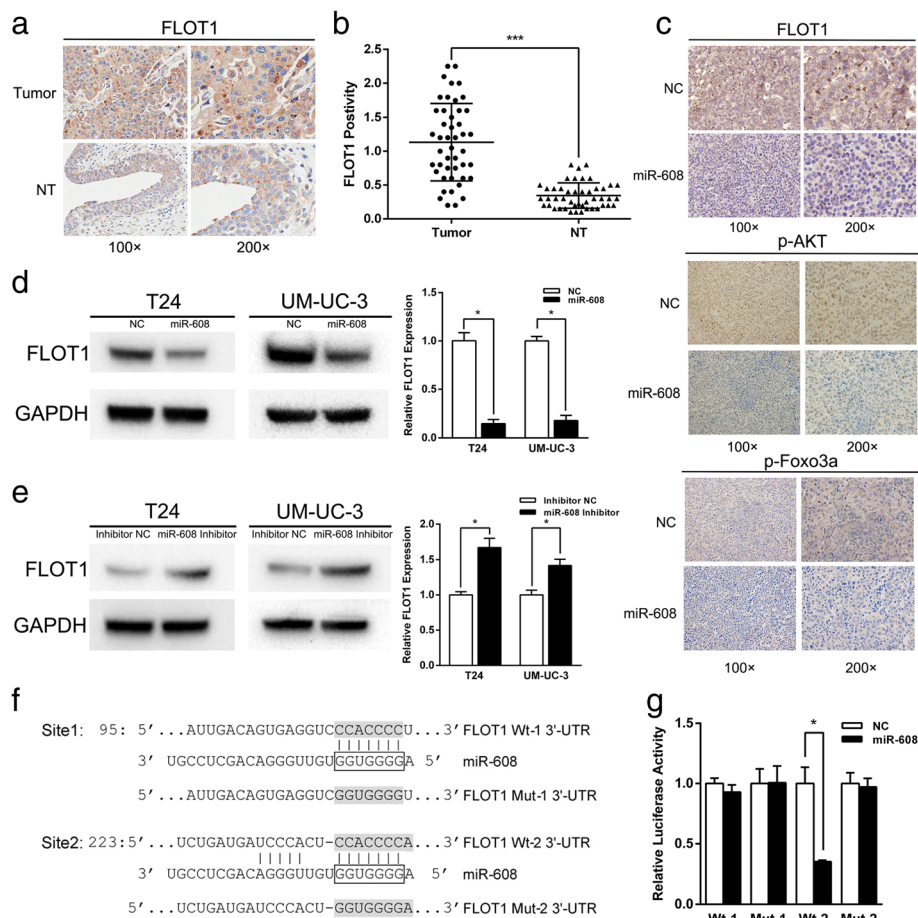 a
FLOT1
Tumor
NT
100× 200×
b
***
FLOT1 Postivity
2.5
2.0
1.5
1.0
0.5
0.0
Tumor NT
c
FLOT1
NC
miR-608
100× 200×
p-AKT
NC
miR-608
100× 200×
p-Foxo3a
NC
miR-608
100× 200×
d
T24 UM-UC-3
NC miR-608 NC miR-608
FLOT1
GAPDH
NC
miR-608
* *
Relative FLOT1 Expression
1.5
1.0
0.5
0.0
T24 UM-UC-3
e
T24 UM-UC-3
Inhibitor NC miR-608 Inhibitor Inhibitor NC miR-608 Inhibitor
FLOT1
GAPDH
Inhibitor NC
miR-608 Inhibitor
* *
Relative FLOT1 Expression
2.0
1.5
1.0
0.5
0.0
T24 UM-UC-3
f
Site1: 95: 5’ ...AUUGACAGUGAGGUCCCACCCCU...3’ FLOT1 Wt-1 3'-UTR
3’ UGCCUCGACAGGGUUGUGGUGGGGA 5’ miR-608
5’ ...AUUGACAGUGAGGUCGGUGGGGU...3’ FLOT1 Mut-1 3'-UTR
Site2: 223:5’ ...UCUGAUGAUCCCACU-CCACCCCA...3’ FLOT1 Wt-2 3'-UTR
3’ UGCCUCGACAGGGUUGUGGUGGGGA 5’ miR-608
5’ ...UCUGAUGAUCCCACU-GGUGGGGA...3’ FLOT1 Mut-2 3'-UTR
g
NC
miR-608
*
Relative Luciferase Activity
1.5
1.0
0.5
0.0
Wt-1 Mut-1 Wt-2 Mut-2